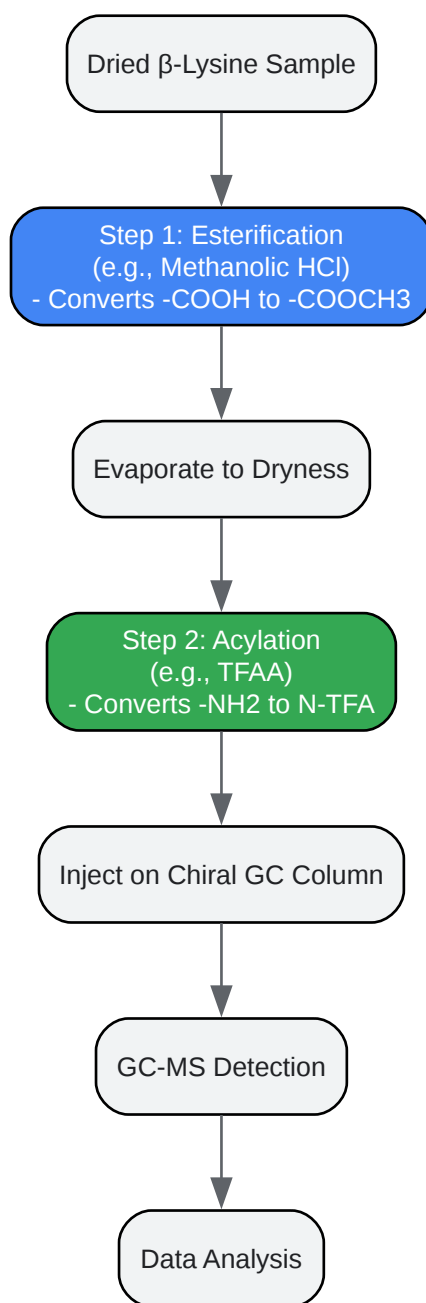 Dried β-Lysine Sample
Step 1: Esterification
(e.g., Methanolic HCl)
- Converts -COOH to -COOCH3
Evaporate to Dryness
Step 2: Acylation
(e.g., TFAA)
- Converts -NH2 to N-TFA
Inject on Chiral GC Column
GC-MS Detection
Data Analysis